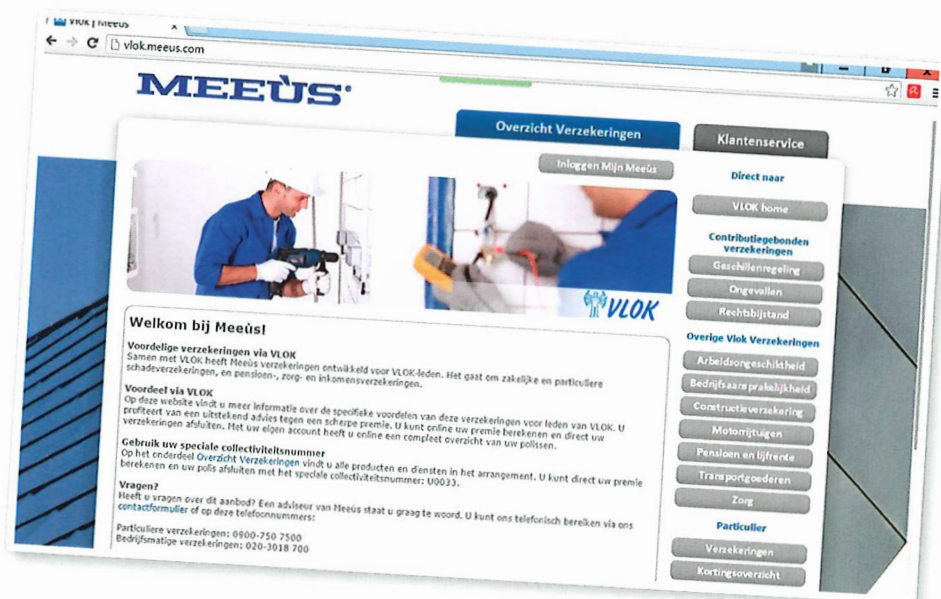 Vlok | Meeus
vlok.meeus.com
MEEÙS
Overzicht Verzekeringen
Klantenservice
Inloggen Mijn Meeùs
VLOK
Welkom bij Meeùs!
Voordelige verzekeringen via VLOK
Samen met VLOK heeft Meeùs verzekeringen ontwikkeld voor VLOK-leden. Het gaat om zakelijke en particuliere
schadeverzekeringen, en pensioen-, zorg- en inkomensverzekeringen.
Voordeel via VLOK
Op deze website vindt u meer informatie over de specifieke voordelen van deze verzekeringen voor leden van VLOK. U
profiteert van een uitstekend advies tegen een scherpe premie. U kunt online uw premie berekenen en direct uw
verzekeringen afsluiten. Met uw eigen account heeft u online een compleet overzicht van uw polissen.
Gebruik uw speciale collectiviteitsnummer
Op het onderdeel Overzicht Verzekeringen vindt u alle producten en diensten in het arrangement. U kunt direct uw premie
berekenen en uw polis afsluiten met het speciale collectiviteitsnummer: U0033.
Vragen?
Heeft u vragen over dit aanbod? Een adviseur van Meeùs staat u graag te woord. U kunt ons telefonisch bereiken via ons
contactformulier of op deze telefoonnummers:
Particuliere verzekeringen: 0900-750 7500
Bedrijfsmatige verzekeringen: 020-3018 700
Direct naar
VLOK home
Contributiegebonden
verzekeringen
Geschillenregeling
Ongevallen
Rechtsbijstand
Overige Vlok Verzekeringen
Arbeidsongeschiktheid
Bedrijfsaansprakelijkheid
Constructieverzekering
Motorrijtuigen
Pensioen en lijfrente
Transportgoederen
Zorg
Particulier
Verzekeringen
Kortingsoverzicht